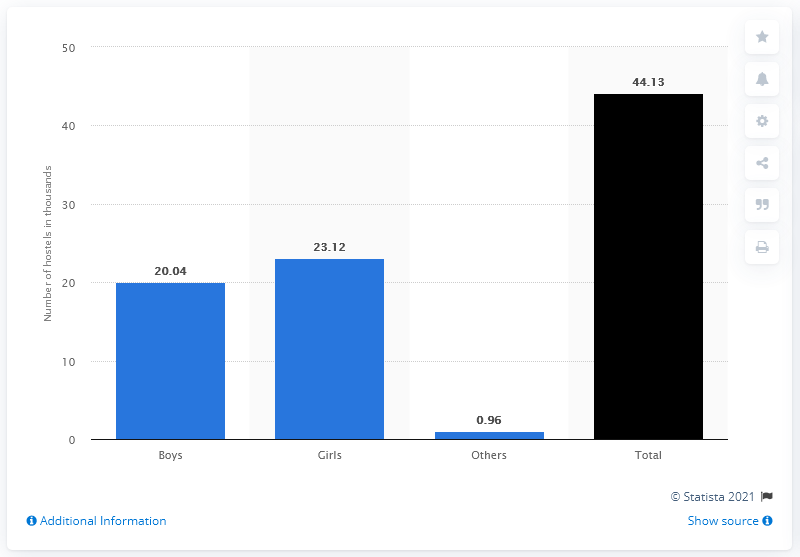 50
40
30
20
10
0
Number of hostels in thousands
20.04
23.12
0.96
44.13
Boys
Girls
Others
Total
© Statista 2021
Additional Information
Show source